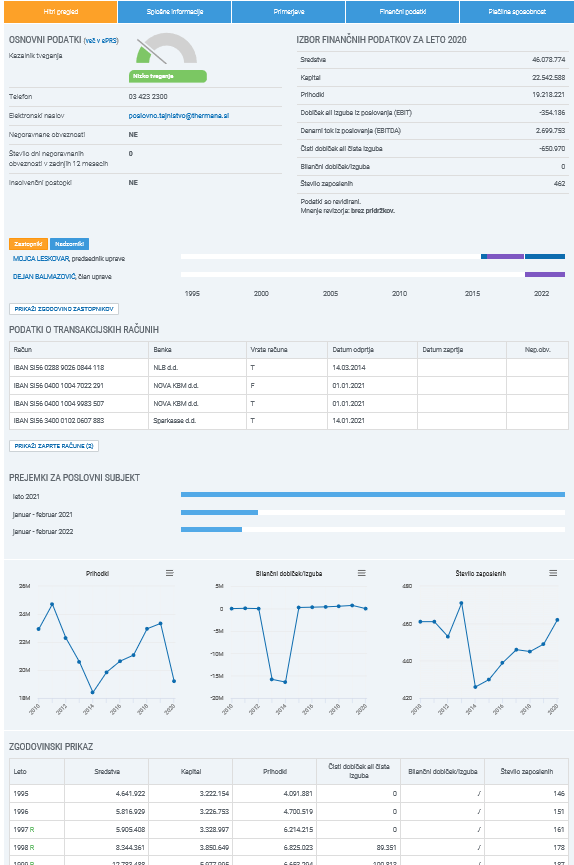 Hitri pregled
Splošne informacije
Primerjave
Finančni podatki
Plačilna sposobnost
OSNOVNI PODATKI (več v ePRS)
Kazalnik tveganja
Nizko tveganje
Telefon 03 423 2300
Elektronski naslov poslovno.tajnistvo@thermana.si
Neporavnane obveznosti NE
Število dni neporavnanih
obveznosti v zadnjih 12 mesecih 0
Insolvenčni postopki NE
IZBOR FINANČNIH PODATKOV ZA LETO 2020
Sredstva 46.078.774
Kapital 22.542.588
Prihodki 19.218.221
Dobiček ali izguba iz poslovanja (EBIT) -354.186
Denarni tok iz poslovanja (EBITDA) 2.699.753
Čisti dobiček ali čista izguba -650.970
Bilančni dobiček/izguba 0
Število zaposlenih 462
Podatki so revidirani.
Mnenje revizorja: brez pridržkov.
Zastopniki Nadzorniki
MOJCA LESKOVAR, predsednik uprave
DEJAN BALMAZOVIČ, član uprave
1995 2000 2005 2010 2015 2022
PRIKAŽI ZGODOVINO ZASTOPNIKOV
PODATKI O TRANSAKCIJSKIH RAČUNIH
Račun Banka Vrsta računa Datum odprtja Datum zaprtja Nep.obv.
IBAN SI56 0288 9026 0844 118 NLB d.d. T 14.03.2014
IBAN SI56 0400 1004 7022 291 NOVA KBM d.d. F 01.01.2021
IBAN SI56 0400 1004 9983 507 NOVA KBM d.d. T 01.01.2021
IBAN SI56 3400 0102 0607 883 Sparkasse d.d. T 14.01.2021
PRIKAŽI ZAPRTE RAČUNE (2)
PREJEMKI ZA POSLOVNI SUBJEKT
leto 2021
januar - februar 2021
januar - februar 2022
Prihodki
26M
24M
22M
20M
18M
2010 2012 2014 2016 2018 2020
Bilančni dobiček/izguba
5M
0
-5M
-10M
-15M
-20M
2010 2012 2014 2016 2018 2020
Število zaposlenih
480
460
440
420
2010 2012 2014 2016 2018 2020
ZGODOVINSKI PRIKAZ
Leto Sredstva Kapital Prihodki Čisti dobiček ali čista izguba Bilančni dobiček/izguba Število zaposlenih
1995 4.641.922 3.222.154 4.091.881 0 / 146
1996 5.816.929 3.226.753 4.700.519 0 / 151
1997 R 5.905.408 3.328.997 6.214.215 0 / 161
1998 R 8.344.361 3.850.649 6.825.023 89.351 / 178